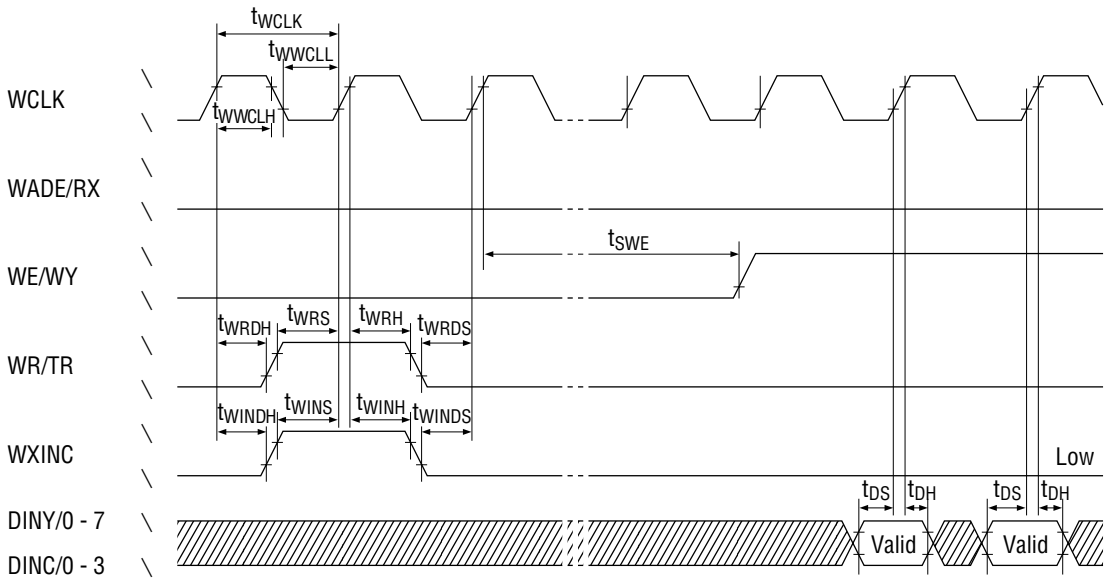 tWCLK
tWWCLL
WCLK
tWWCLH
WADE/RX
tSWE
WE/WY
tWRDH tWRS tWRH tWRDS
WR/TR
tWINDH tWINS tWINH tWINDS
WXINC
Low
tDS tDH tDS tDH
DINY/0 - 7
Valid Valid
DINC/0 - 3